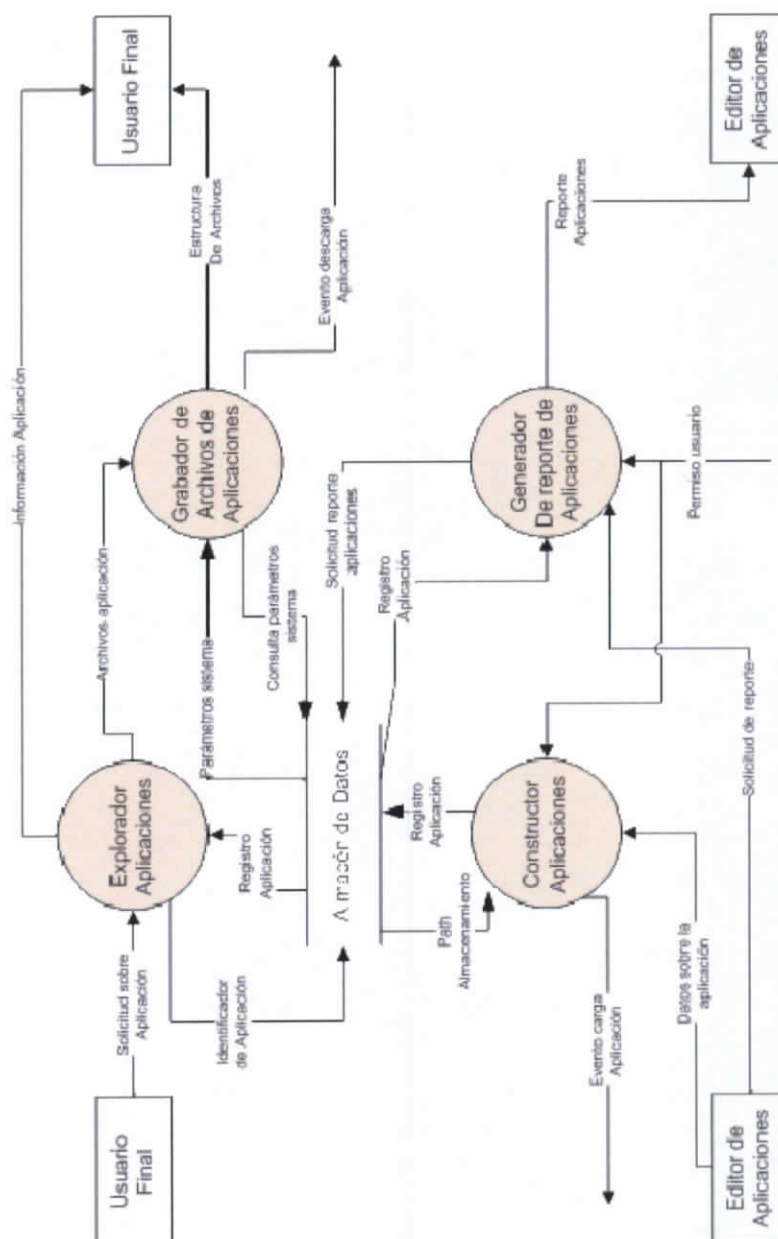 Usuario
Final
Solicitud sobre
Aplicación
Explorador
Aplicaciones
Información Aplicación
Archivos aplicación
Grabador de
Archivos de
Aplicaciones
Estructura
De Archivos
Usuario Final
Identificador
de Aplicación
Registro
Aplicación
Parámetros sistema
Consulta parámetros
sistema
Evento descarga
Aplicación
Almacén de Datos
Solicitud reporte
aplicaciones
Registro
Aplicación
Path
Almacenamiento
Registro
Aplicación
Evento carga
Aplicación
Constructor
Aplicaciones
Generador
De reporte de
Aplicaciones
Reporte
Aplicaciones
Datos sobre la
aplicación
Solicitud de reporte
Permiso usuario
Editor de
Aplicaciones
Editor de
Aplicaciones